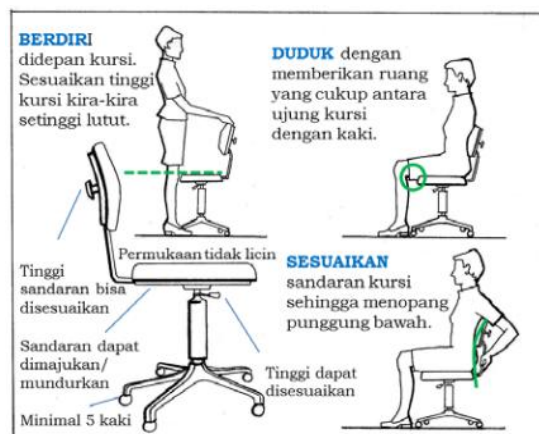 BERDIRI
didepan kursi.
Sesuaikan tinggi
kursi kira-kira
setinggi lutut.
DUDUK dengan
memberikan ruang
yang cukup antara
ujung kursi
dengan kaki.
Permukaan tidak licin
Tinggi
sandaran bisa
disesuaikan
Sandaran dapat
dimajukan/
mundurkan
Minimal 5 kaki
Tinggi dapat
disesuaikan
SESUAIKAN
sandaran kursi
sehingga menopang
punggung bawah.